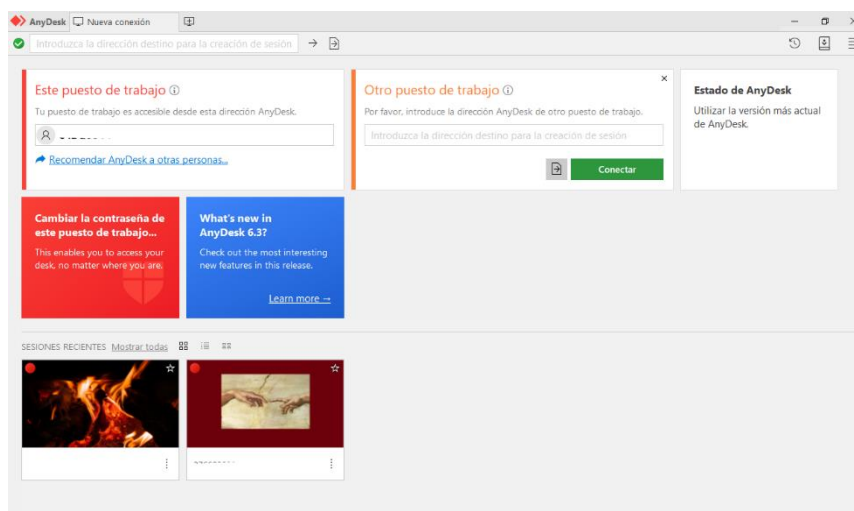 AnyDesk Nueva conexión
Introduzca la dirección destino para la creación de sesión
Este puesto de trabajo
Tu puesto de trabajo es accesible desde esta dirección AnyDesk.
Recomendar AnyDesk a otras personas...
Otro puesto de trabajo
Por favor, introduce la dirección AnyDesk de otro puesto de trabajo.
Introduzca la dirección destino para la creación de sesión
Conectar
Estado de AnyDesk
Utilizar la versión más actual
de AnyDesk.
Cambiar la contraseña de
este puesto de trabajo...
This enables you to access your
desk, no matter where you are.
What's new in
AnyDesk 6.3?
Check out the most interesting
new features in this release.
Learn more →
SESIONES RECIENTES Mostrar todas